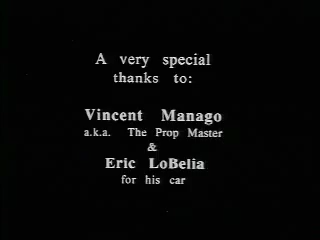 A very special
thanks to:
Vincent Manago
a.k.a. The Prop Master
&
Eric LoBelia
for his car